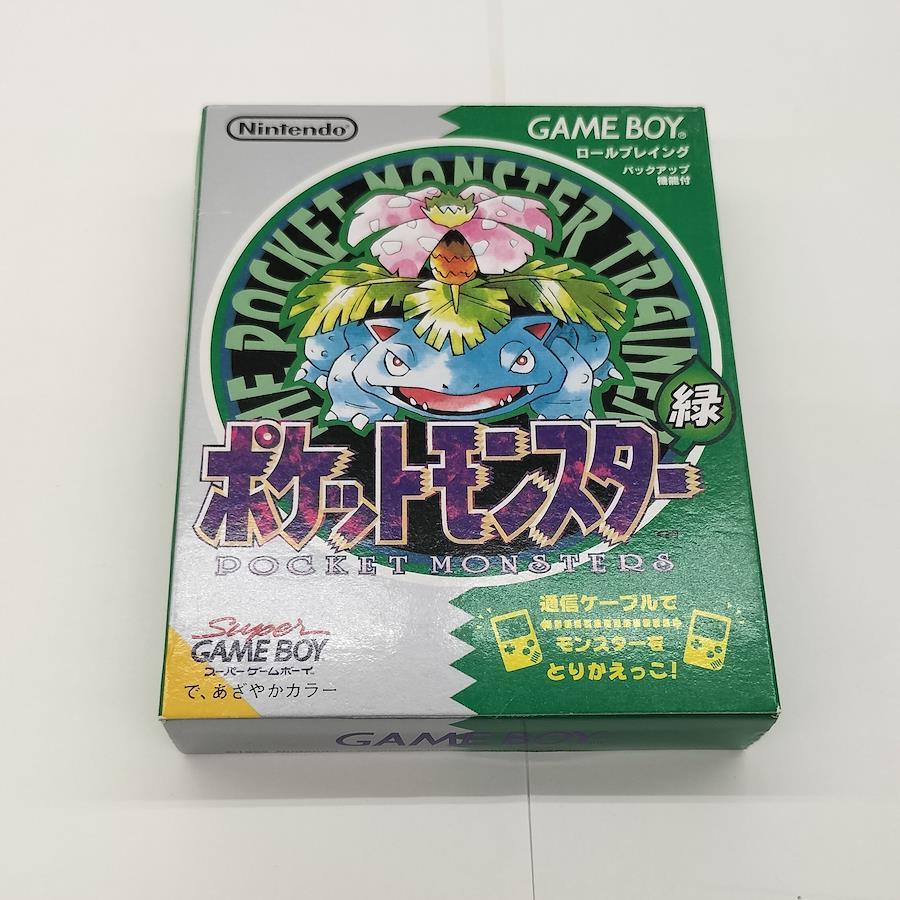 Nintendo
GAME BOY®
ロールプレイング
バックアップ
機能付
THE POCKET MONSTER TRAINER
緑
ポケットモンスター
POCKET MONSTERS
通信ケーブルで
モンスターを
とりかえっこ!
Super
GAME BOY
スーパーゲームボーイ
で、あざやかカラー
GAME BOY